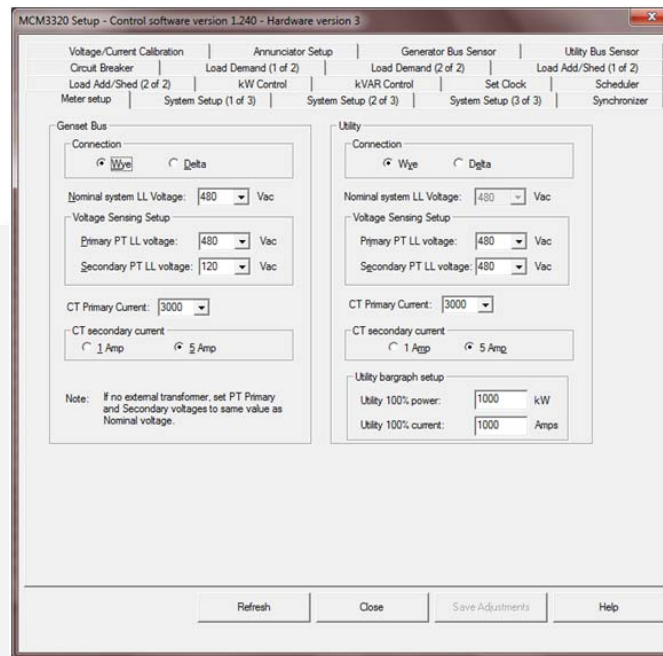 MCM3320 Setup - Control software version 1.240 - Hardware version 3
Voltage/Current Calibration | Annunciator Setup | Generator Bus Sensor | Utility Bus Sensor
Circuit Breaker | Load Demand (1 of 2) | Load Demand (2 of 2) | Load Add/Shed (1 of 2)
Load Add/Shed (2 of 2) | kW Control | kVAR Control | Set Clock | Scheduler
Meter setup | System Setup (1 of 3) | System Setup (2 of 3) | System Setup (3 of 3) | Synchronizer
Genset Bus
Connection
Wye Delta
Nominal system LL Voltage: 480 Vac
Voltage Sensing Setup
Primary PT LL voltage: 480 Vac
Secondary PT LL voltage: 120 Vac
CT Primary Current: 3000
CT secondary current
1 Amp 5 Amp
Note: If no external transformer, set PT Primary
and Secondary voltages to same value as
Nominal voltage.
Utility
Connection
Wye Delta
Nominal system LL Voltage: 480 Vac
Voltage Sensing Setup
Primary PT LL voltage: 480 Vac
Secondary PT LL voltage: 480 Vac
CT Primary Current: 3000
CT secondary current
1 Amp 5 Amp
Utility bargraph setup
Utility 100% power: 1000 kW
Utility 100% current: 1000 Amps
Refresh Close Save Adjustments Help